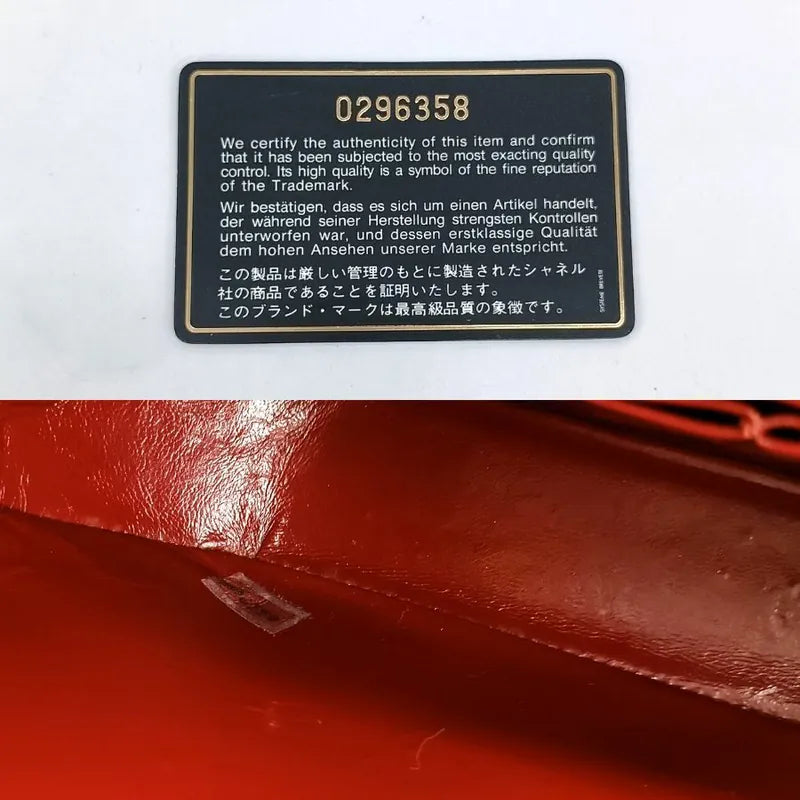 0296358
We certify the authenticity of this item and confirm
that it has been subjected to the most exacting quality
control. Its high quality is a symbol of the fine reputation
of the Trademark.
Wir bestätigen, dass es sich um einen Artikel handelt,
der während seiner Herstellung strengsten Kontrollen
unterworfen war, und dessen erstklassige Qualität
dem hohen Ansehen unserer Marke entspricht.
この製品は厳しい管理のもとに製造されたシャネル
社の商品であることを証明いたします。
このブランド・マークは最高級品質の象徴です。